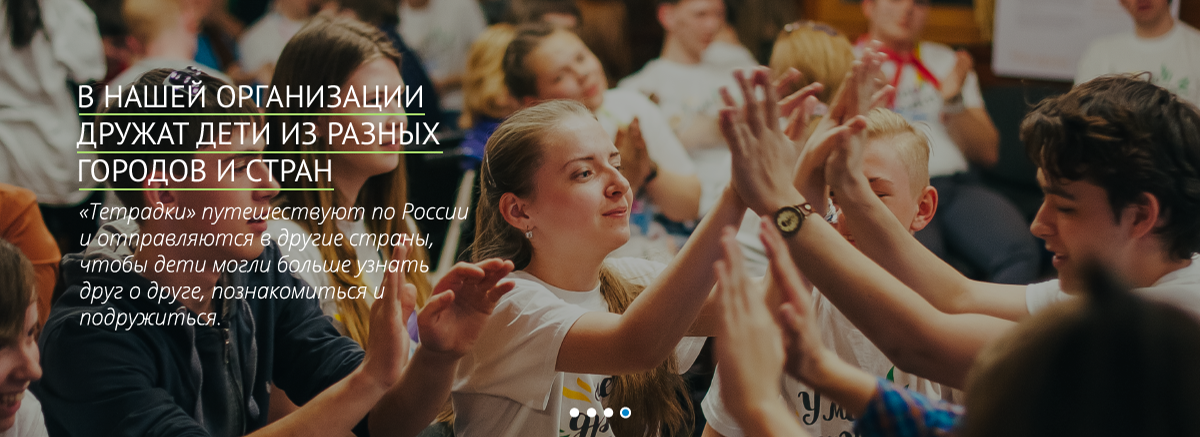 В НАШЕЙ ОРГАНИЗАЦИИ
ДРУЖАТ ДЕТИ ИЗ РАЗНЫХ
ГОРОДОВ И СТРАН
«Тетрадки» путешествуют по России
и отправляются в другие страны,
чтобы дети могли больше узнать
друг о друге, познакомиться и
подружиться.